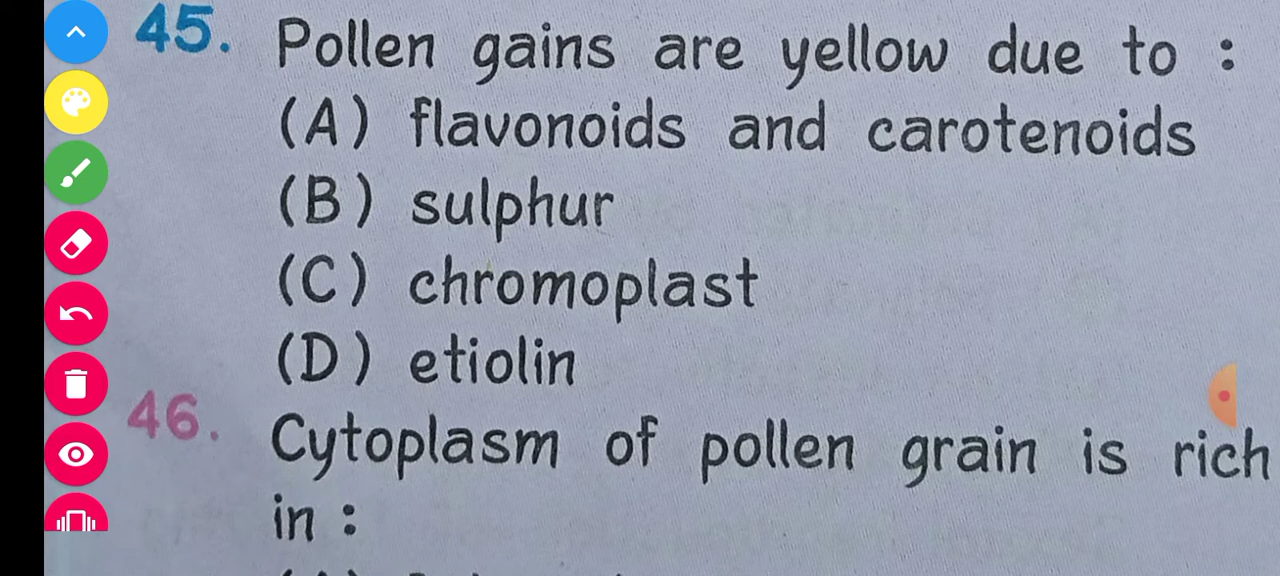 45. Pollen gains are yellow due to :
(A) flavonoids and carotenoids
(B) sulphur
(C) chromoplast
(D) etiolin
46. Cytoplasm of pollen grain is rich
in :